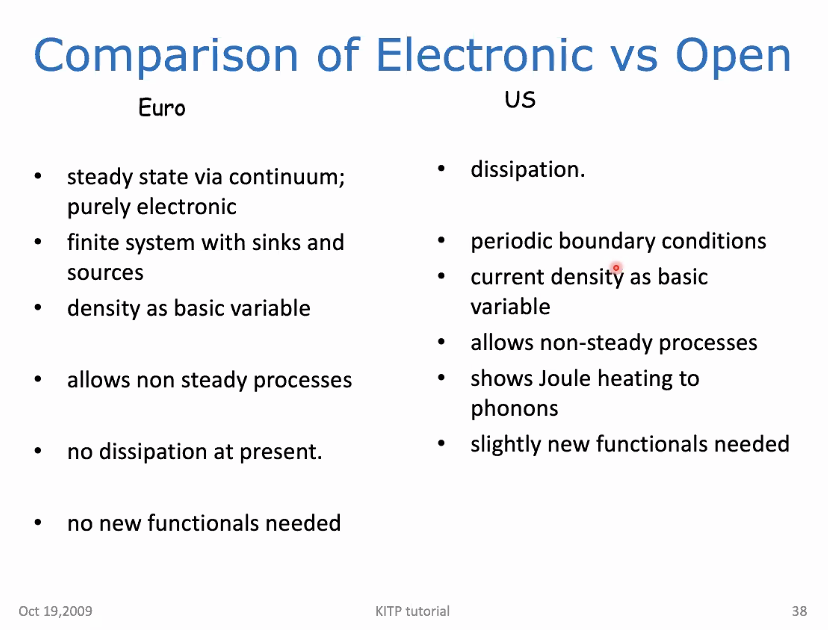 Comparison of Electronic vs Open
Euro
• steady state via continuum;
purely electronic
• finite system with sinks and
sources
• density as basic variable
• allows non steady processes
• no dissipation at present.
• no new functionals needed
US
• dissipation.
• periodic boundary conditions
• current density as basic
variable
• allows non-steady processes
• shows Joule heating to
phonons
• slightly new functionals needed
Oct 19,2009
KITP tutorial
38